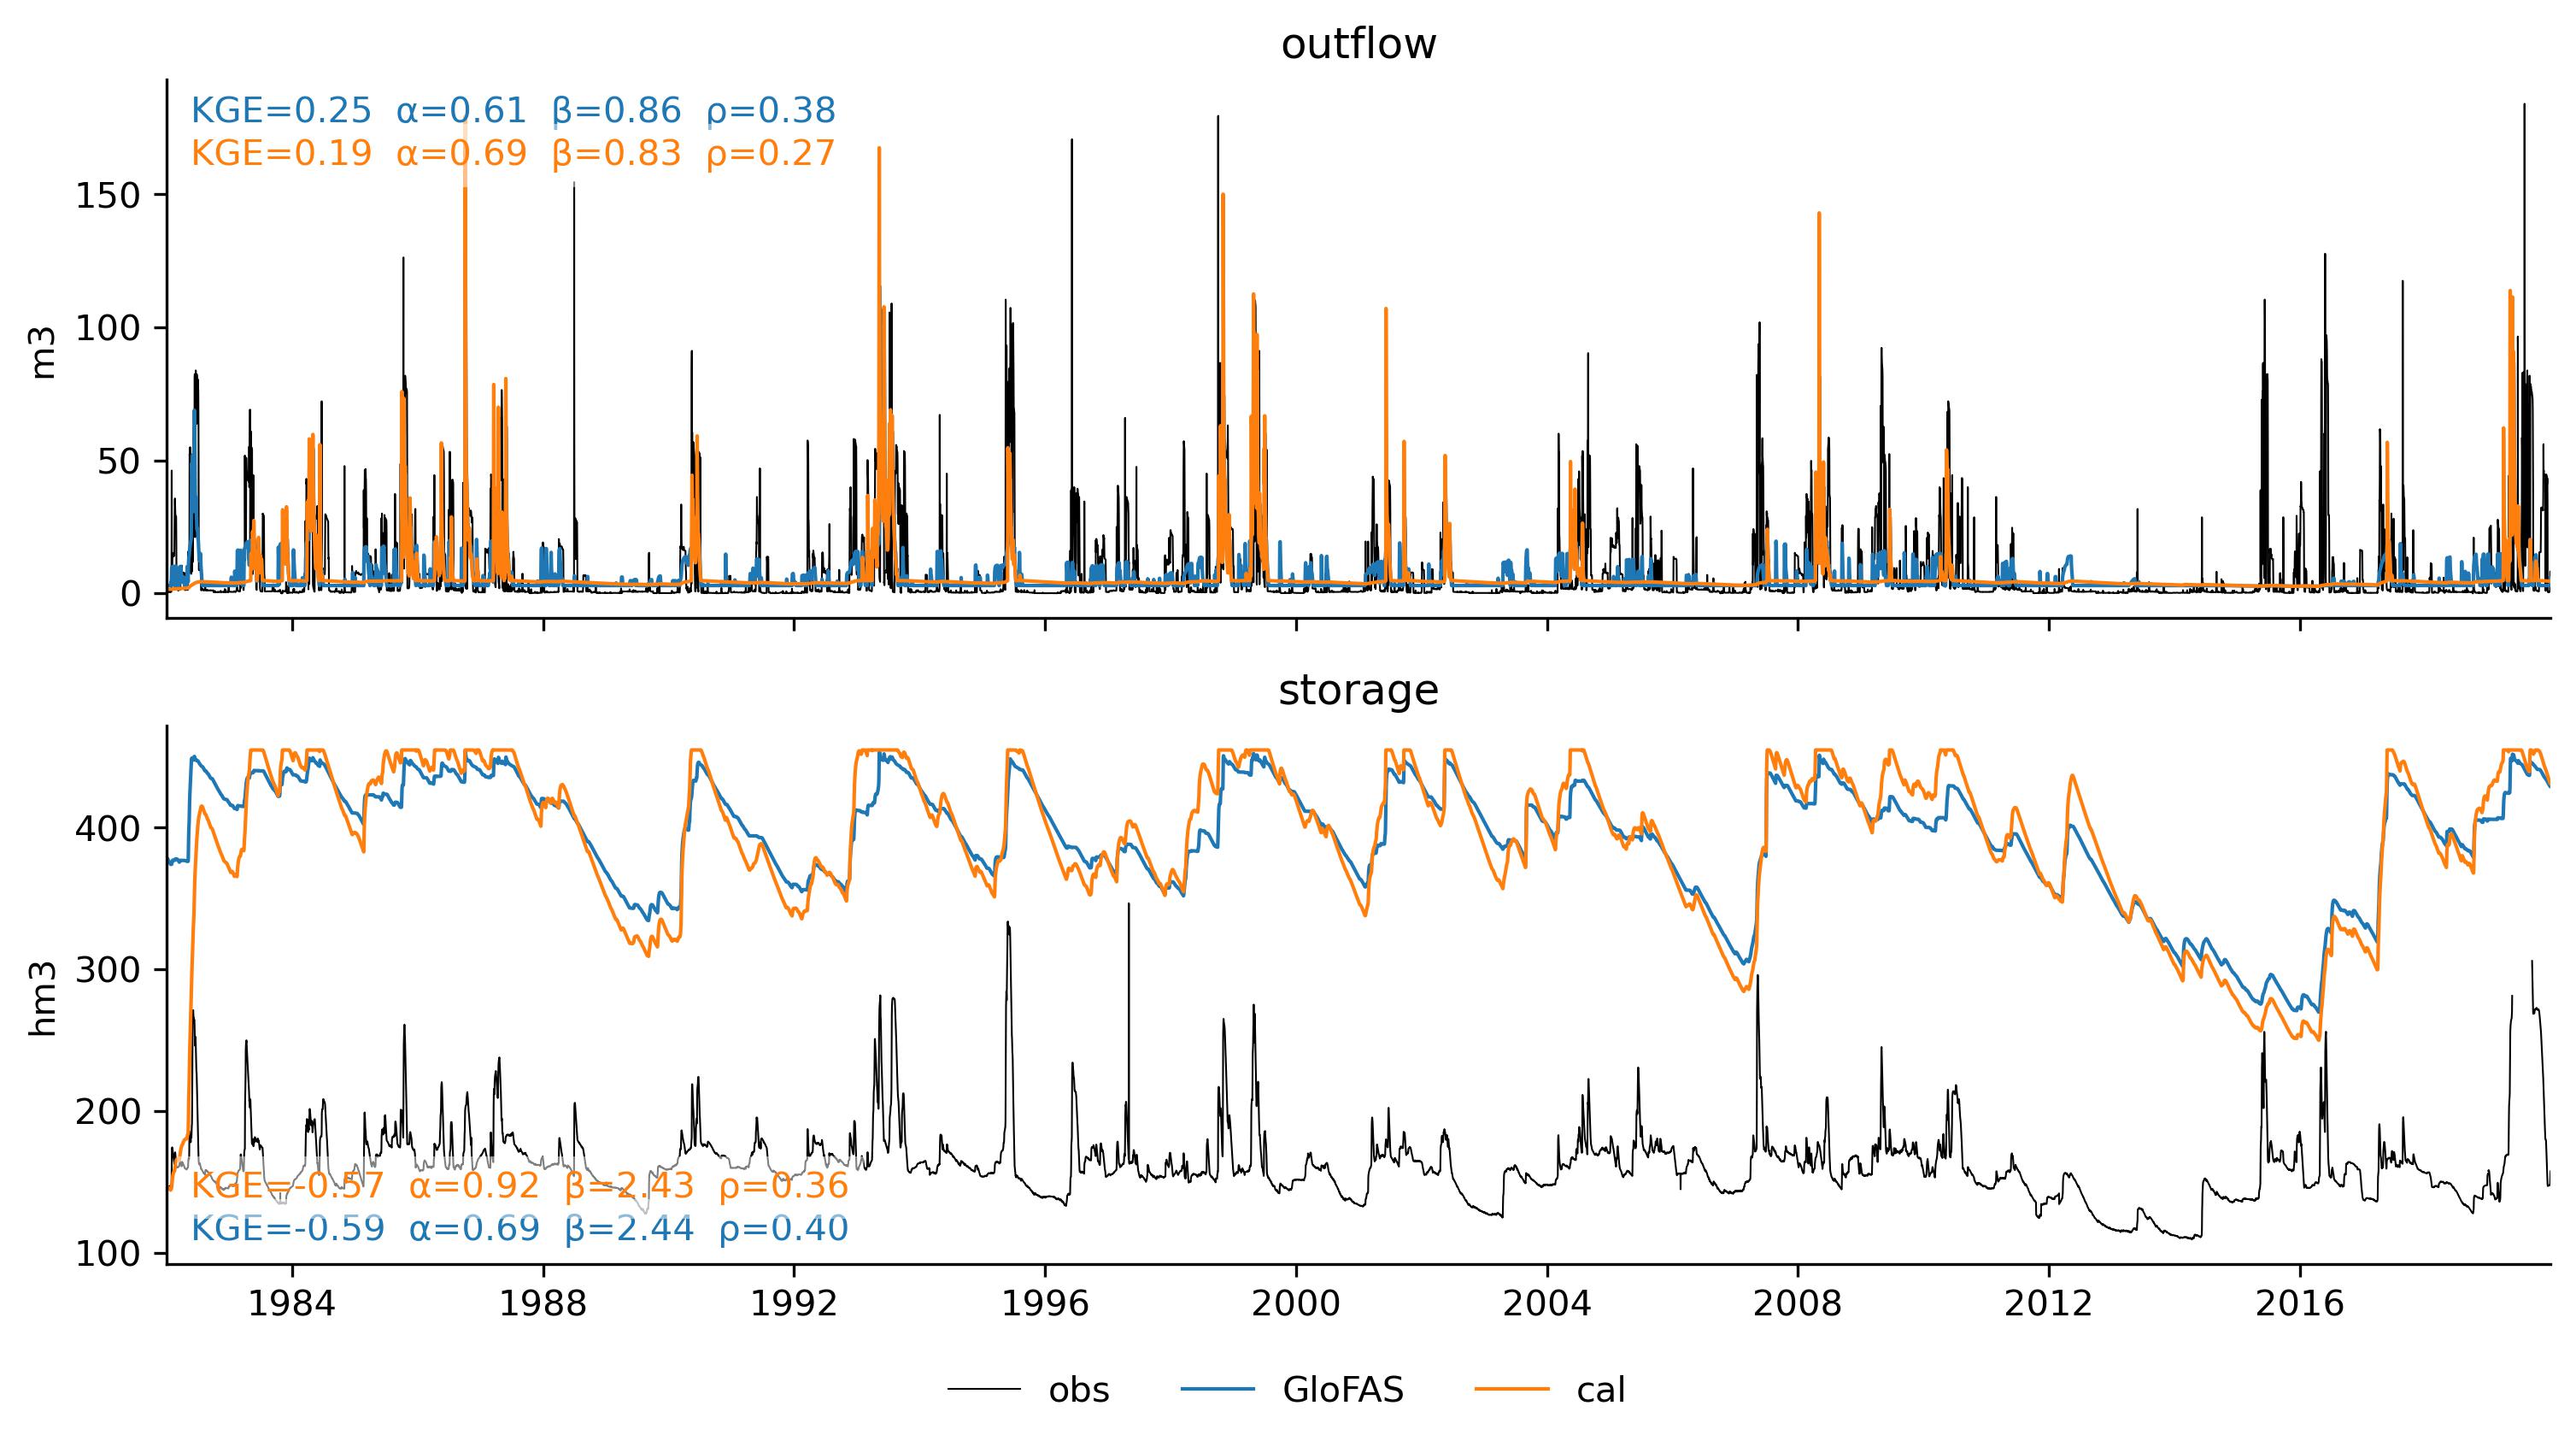 outflow
KGE=0.25 α=0.61 β=0.86 ρ=0.38
KGE=0.19 α=0.69 β=0.83 ρ=0.27
150
100
50
0
m3
storage
400
300
200
100
hm3
KGE=-0.57 α=0.92 β=2.43 ρ=0.36
KGE=-0.59 α=0.69 β=2.44 ρ=0.40
1984 1988 1992 1996 2000 2004 2008 2012 2016
obs GloFAS cal